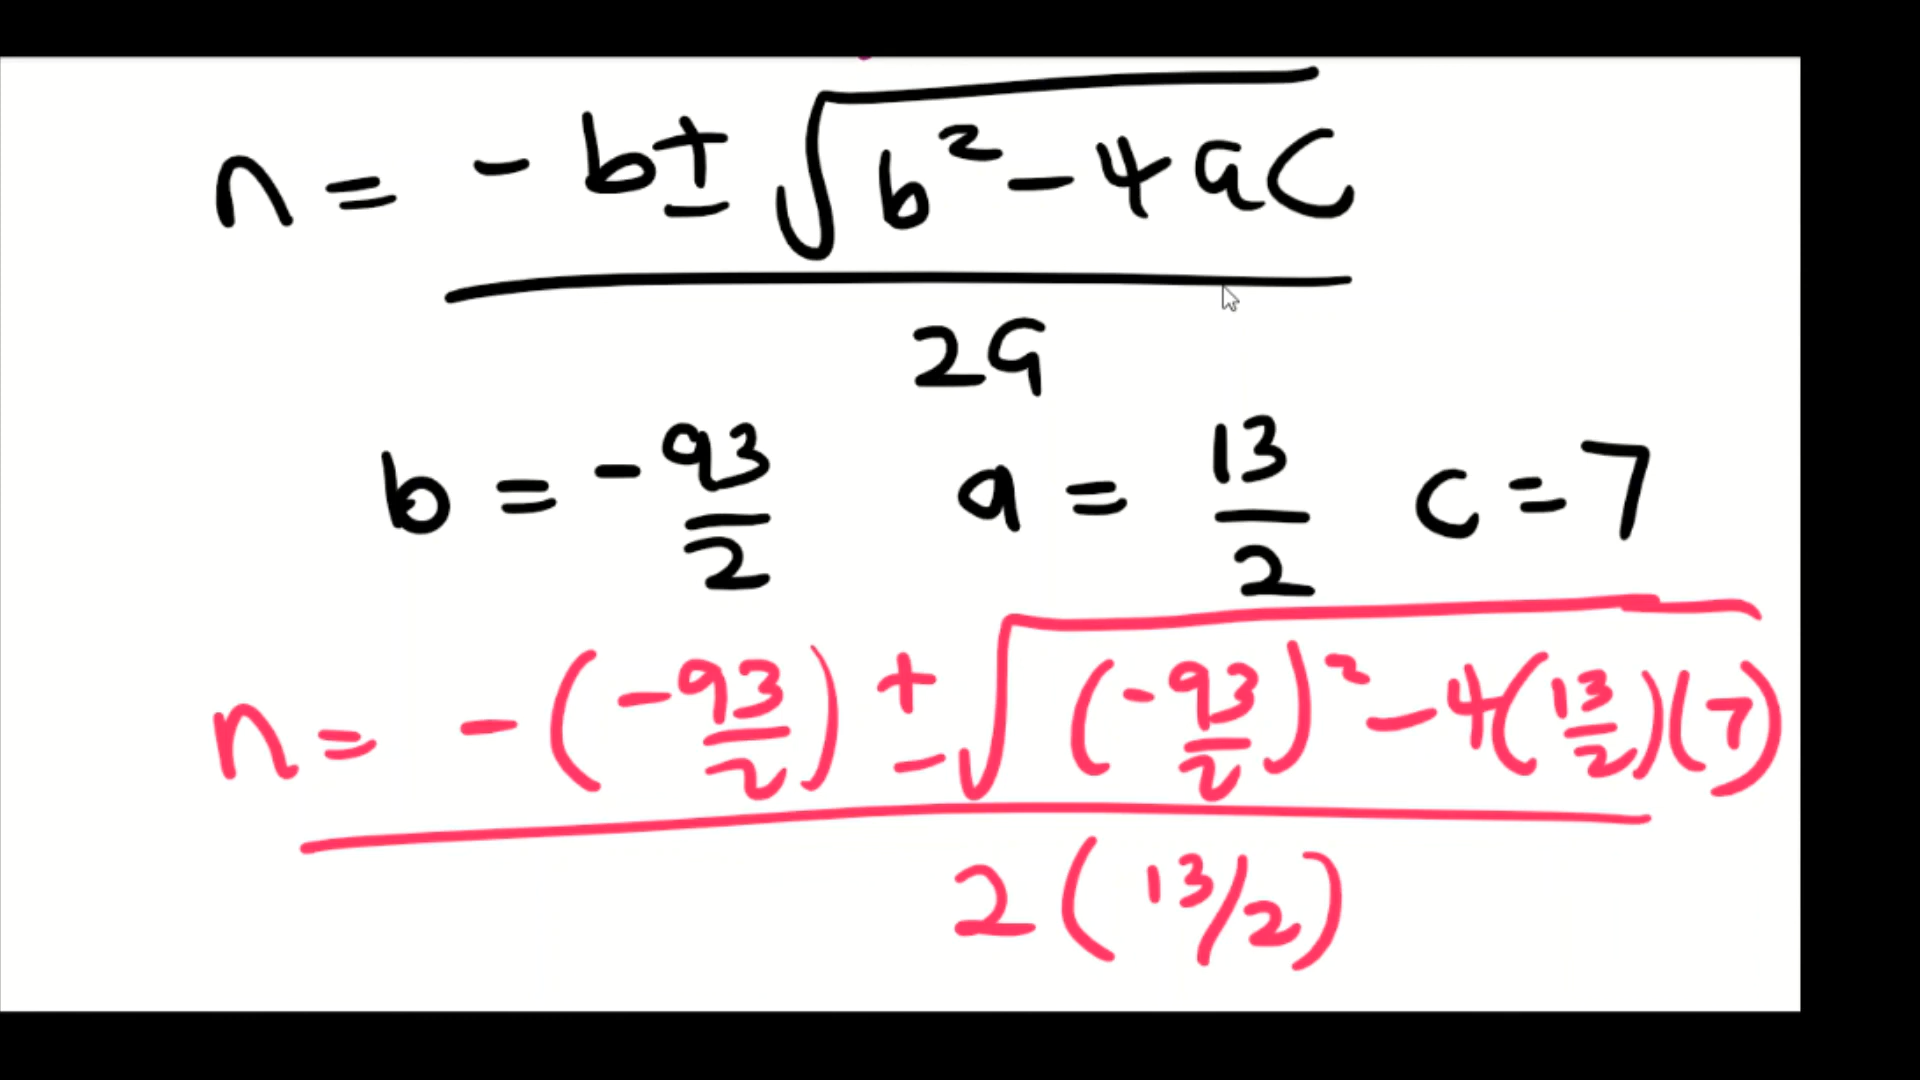 n = -b ± √(b² - 4ac) / 2a
b = -93/2 a = 13/2 c = 7
n = -(-93/2) ± √((-93/2)² - 4(13/2)(7)) / 2(13/2)